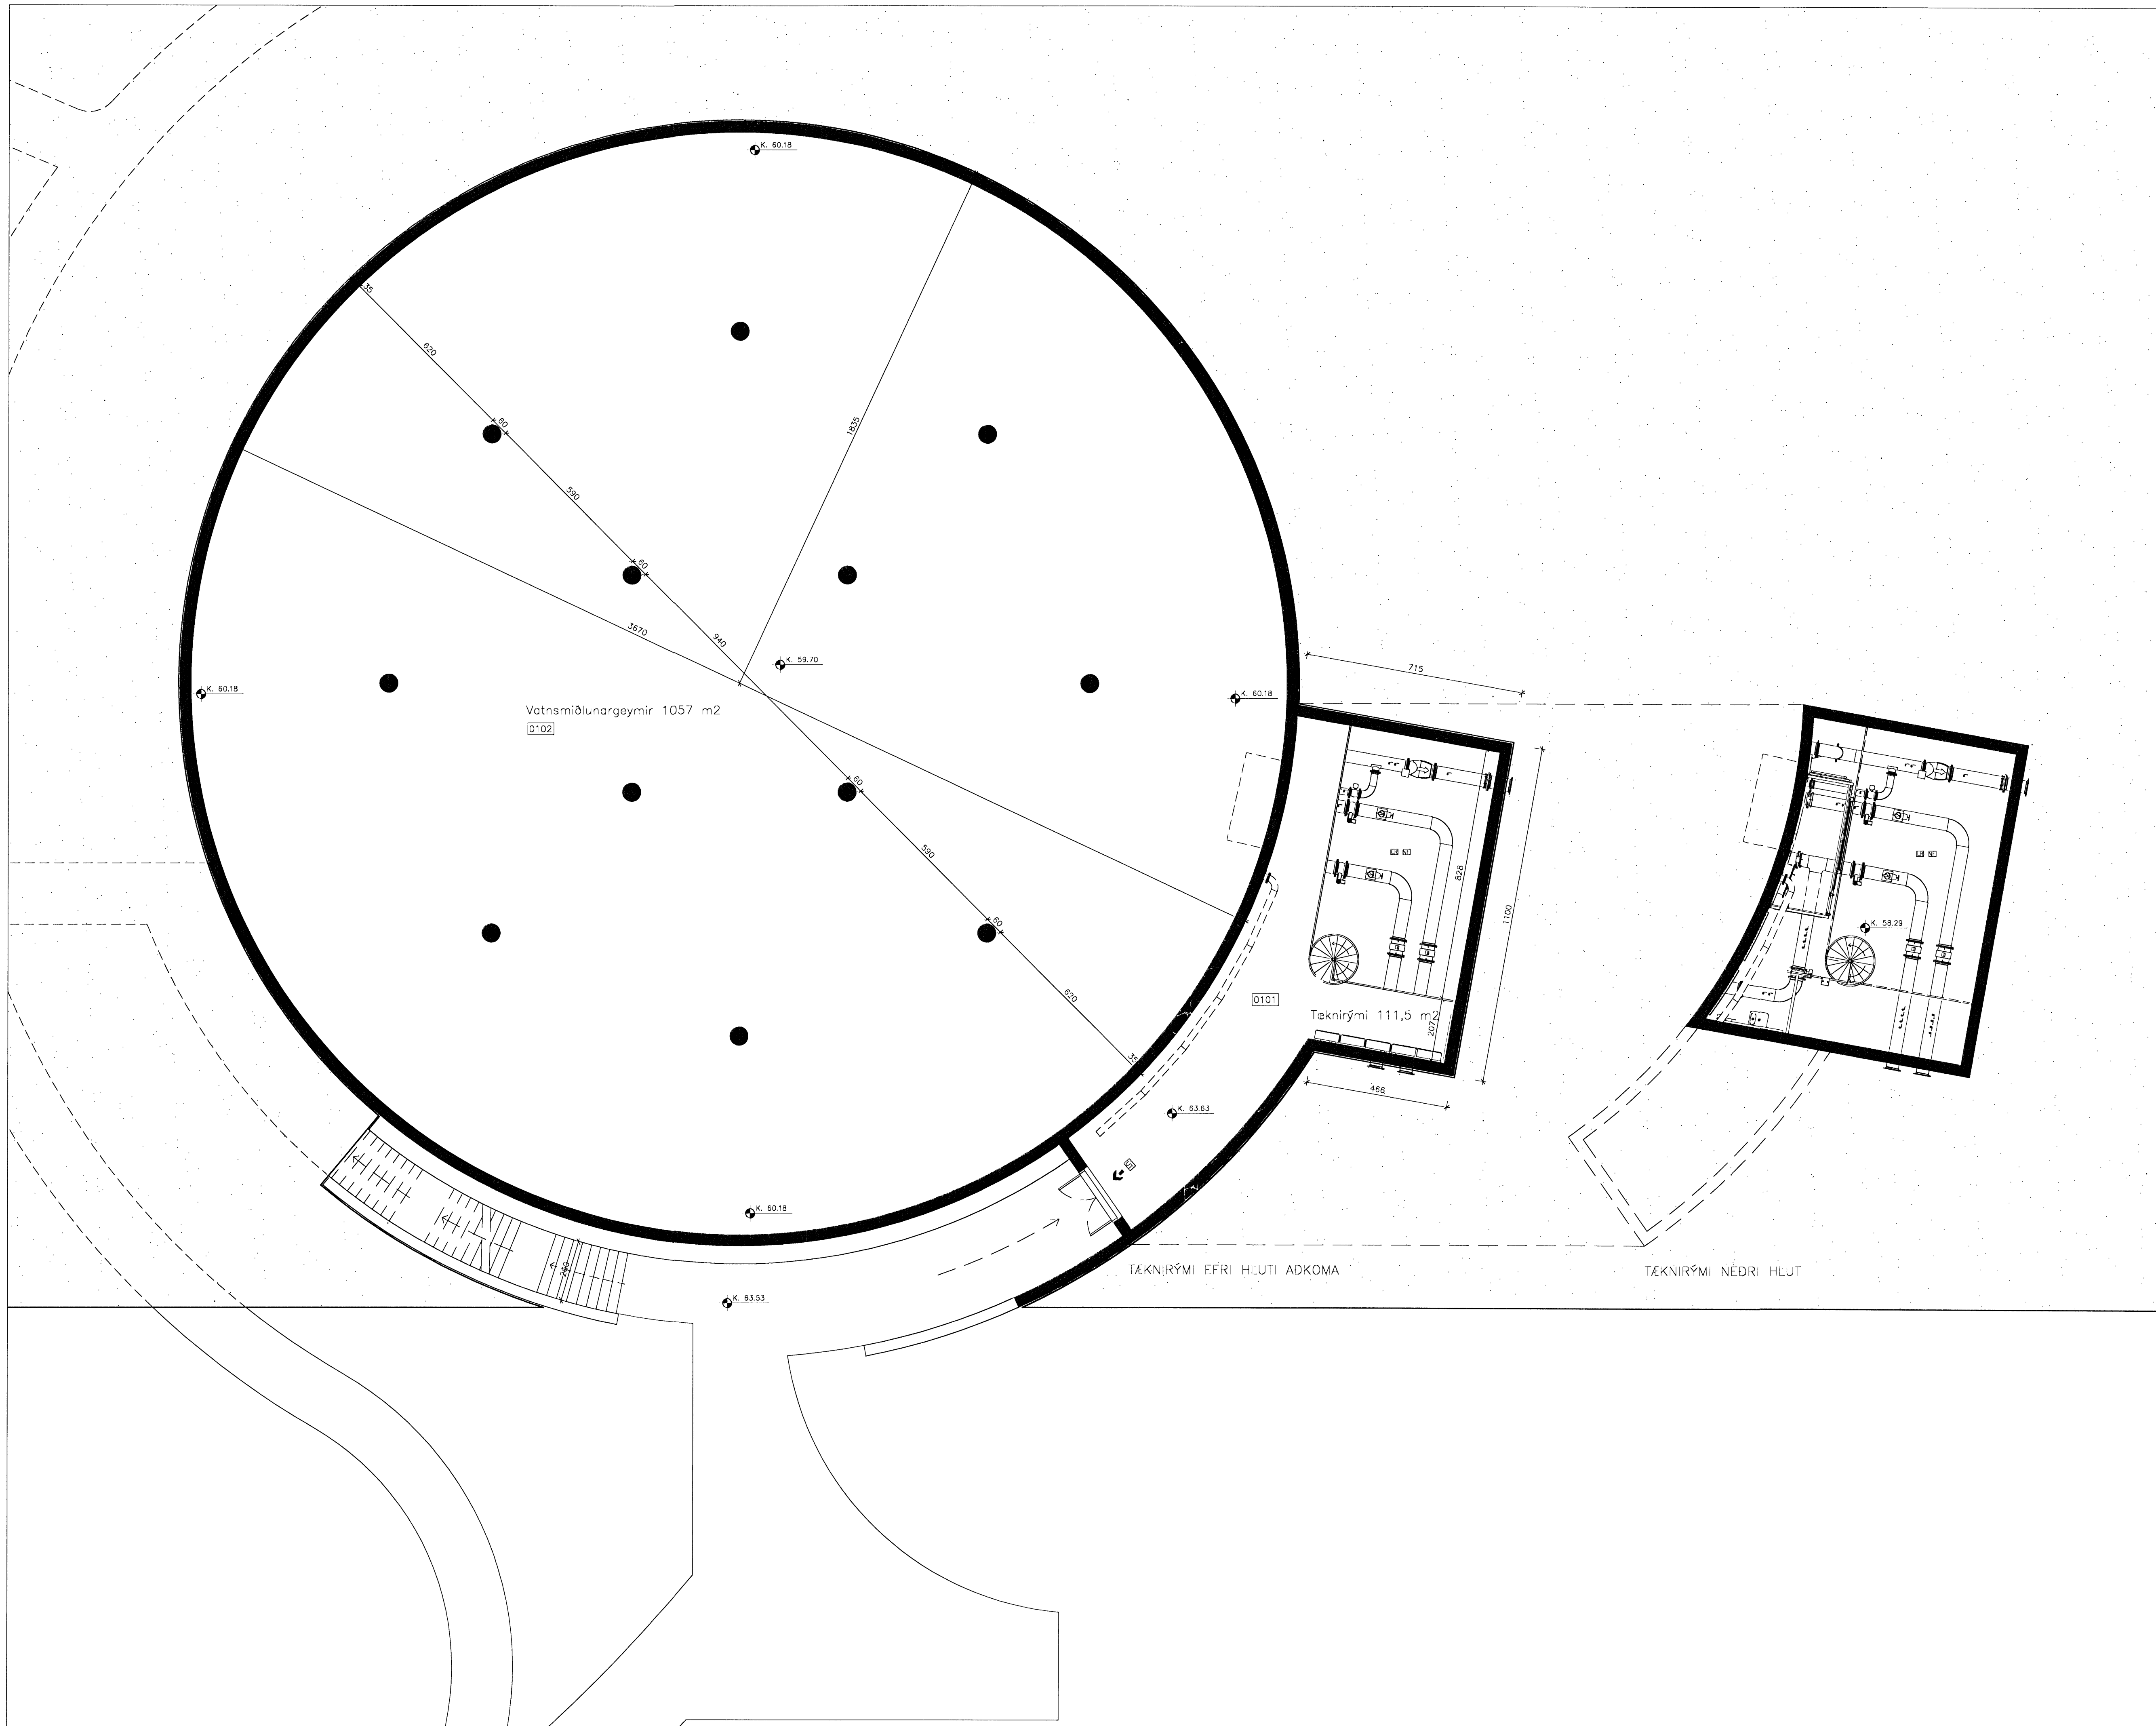 K. 60.18
35
620
60
1835
590
60
3670
940
K. 59.70
715
K. 60.18
K. 60.18
Vatnsmiðlunargeymir 1057 m2
0102
60
590
828
1100
K. 58.29
60
0101
Tæknirými 111,5 m2
207
620
35
466
K. 63.63
K. 60.18
250
K. 63.53
TÆKNIRÝMI EFRI HLUTI AÐKOMA
TÆKNIRÝMI NEÐRI HLUTI